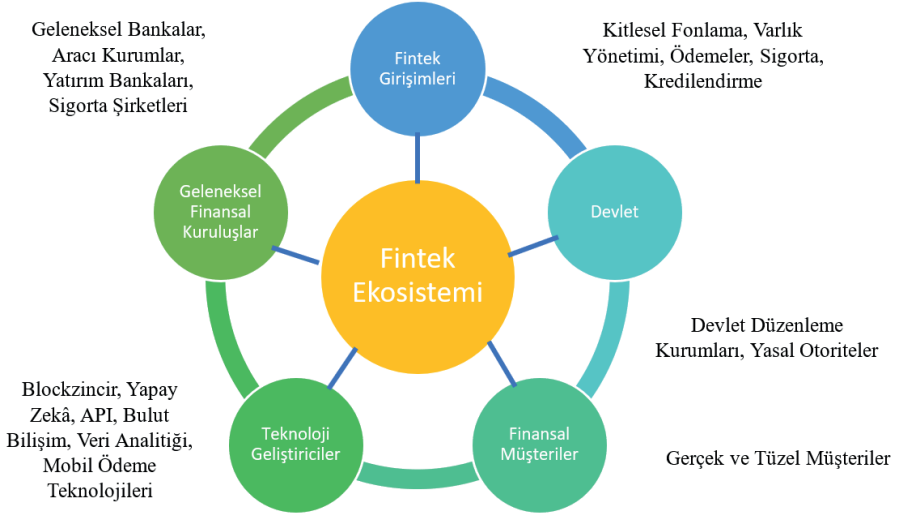 Geleneksel Bankalar,
Aracı Kurumlar,
Yatırım Bankaları,
Sigorta Şirketleri
Fintek
Girişimleri
Kitlesel Fonlama, Varlık
Yönetimi, Ödemeler, Sigorta,
Kredilendirme
Geleneksel
Finansal
Kuruluşlar
Devlet
Fintek
Ekosistemi
Devlet Düzenleme
Kurumları, Yasal Otoriteler
Blockzincir, Yapay
Zekâ, API, Bulut
Bilişim, Veri Analitiği,
Mobil Ödeme
Teknolojileri
Teknoloji
Geliştiriciler
Finansal
Müşteriler
Gerçek ve Tüzel Müşteriler